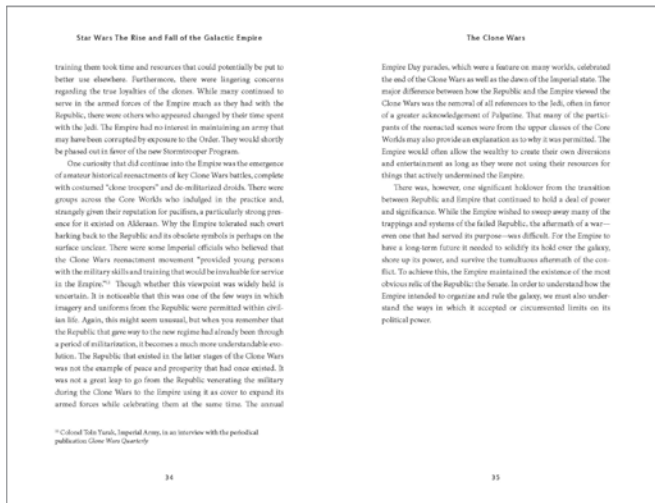 Star Wars The Rise and Fall of the Galactic Empire
training them took time and resources that could potentially be put to
better use elsewhere. Furthermore, there were lingering concerns
regarding the true loyalties of the clones. While many continued to
serve in the armed forces of the Empire much as they had with the
Republic, there were others who appeared changed by their time spent
with the Jedi. The Empire had no interest in maintaining an army that
may have been corrupted by exposure to the Order. They would shortly
be phased out in favor of the new Stormtrooper Program.
One curiosity that did continue into the Empire was the emergence
of amateur historical reenactments of key Clone Wars battles, complete
with costumed "clone troopers" and de-militarized droids. There were
groups across the Core Worlds who indulged in the practice and,
strangely given their reputation for pacifism, a particularly strong pres-
ence for it existed on Alderaan. Why the Empire tolerated such overt
harking back to the Republic and its obsolete symbols is perhaps on the
surface unclear. There were some Imperial officials who believed that
the Clone Wars reenactment movement "provided young persons
with the military skills and training that would be invaluable for service
in the Empire." Though whether this viewpoint was widely held is
uncertain. It is noticeable that this was one of the few ways in which
imagery and uniforms from the Republic were permitted within civil-
ian life. Again, this might seem unusual, but when you remember that
the Republic that gave way to the new regime had already been through
a period of militarization, it becomes a much more understandable evo-
lution. The Republic that existed in the latter stages of the Clone Wars
was not the example of peace and prosperity that had once existed. It
was not a great leap to go from the Republic venerating the military
during the Clone Wars to the Empire using it as cover to expand its
armed forces while celebrating them at the same time. The annual
Colonel Toln Yandi, Imperial Army, in an interview with the periodical
publication Clone Wars Quarterly
34
The Clone Wars
Empire Day parades, which were a feature on many worlds, celebrated
the end of the Clone Wars as well as the dawn of the Imperial state. The
major difference between how the Republic and the Empire viewed the
Clone Wars was the removal of all references to the Jedi, often in favor
of a greater acknowledgement of Palpatine. That many of the partici-
pants of the reenacted scenes were from the upper classes of the Core
Worlds may also provide an explanation as to why it was permitted. The
Empire would often allow the wealthy to create their own diversions
and entertainment as long as they were not using their resources for
things that actively undermined the Empire.
There was, however, one significant holdover from the transition
between Republic and Empire that continued to hold a deal of power
and significance. While the Empire wished to sweep away many of the
trappings and systems of the failed Republic, the aftermath of a war—
even one that had served its purpose—was difficult. For the Empire to
have a long-term future it needed to solidify its hold over the galaxy,
shore up its power, and survive the tumultuous aftermath of the con-
flict. To achieve this, the Empire maintained the existence of the most
obvious relic of the Republic: the Senate. In order to understand how the
Empire intended to organize and rule the galaxy, we must also under-
stand the ways in which it accepted or circumvented limits on its
political power.
35